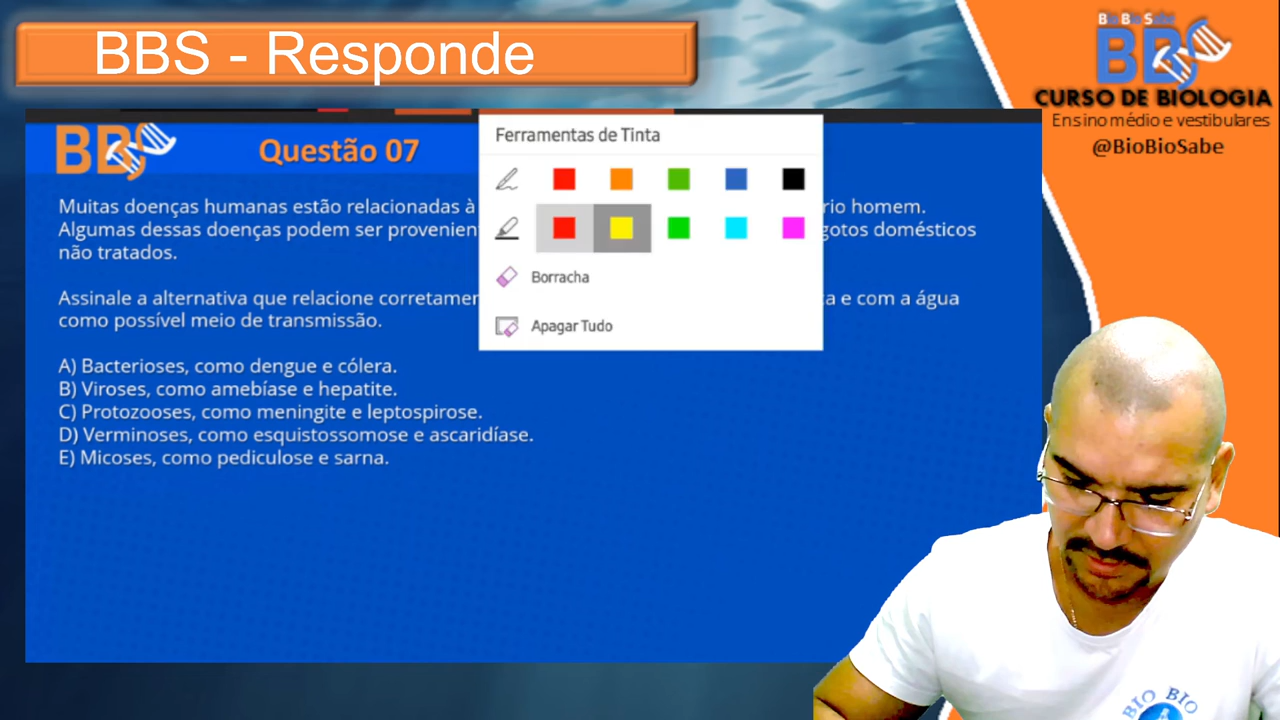 BBS - Responde
Bio Bio Sabe
BBS
CURSO DE BIOLOGIA
Ensino médio e vestibulares
@BioBioSabe
BBS
Questão 07
Ferramentas de Tinta
Borracha
Apagar Tudo
Muitas doenças humanas estão relacionadas à rio homem.
Algumas dessas doenças podem ser provenien gotos domésticos
não tratados.
Assinale a alternativa que relacione corretamen a e com a água
como possível meio de transmissão.
A) Bacterioses, como dengue e cólera.
B) Viroses, como amebíase e hepatite.
C) Protozooses, como meningite e leptospirose.
D) Verminoses, como esquistossomose e ascaridíase.
E) Micoses, como pediculose e sarna.
BIO BIO